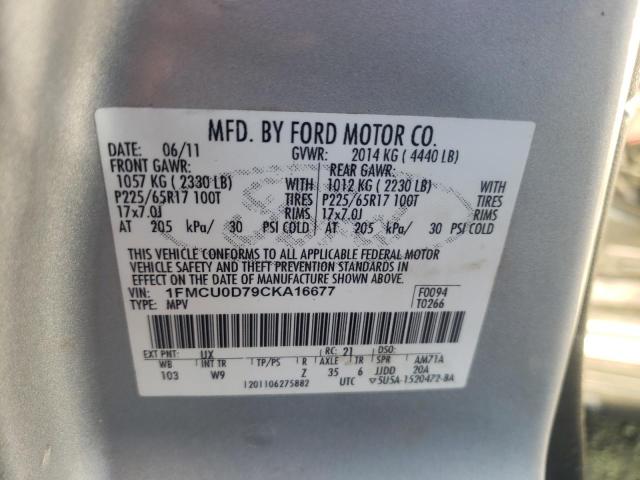 MFD. BY FORD MOTOR CO.
DATE: 06/11 GVWR: 2014 KG ( 4440 LB)
FRONT GAWR: REAR GAWR:
1057 KG ( 2330 LB) WITH 1012 KG ( 2230 LB) WITH
P225/65R17 100T TIRES P225/65R17 100T TIRES
17x7.0J RIMS 17x7.0J RIMS
AT 205 kPa/ 30 PSI COLD AT 205 kPa/ 30 PSI COLD
THIS VEHICLE CONFORMS TO ALL APPLICABLE FEDERAL MOTOR
VEHICLE SAFETY AND THEFT PREVENTION STANDARDS IN
EFFECT ON THE DATE OF MANUFACTURE SHOWN ABOVE.
VIN: 1FMCU0D79CKA16677 F0094
TYPE: MPV T0266
EXT PNT: UX RC: 21 DSO:
WB INT TR TP/PS R AXLE TR SPR AM71A
103 W9 Z 35 6 JJDD 20A
1201106275882 UTC ▽5U5A-1520472-BA